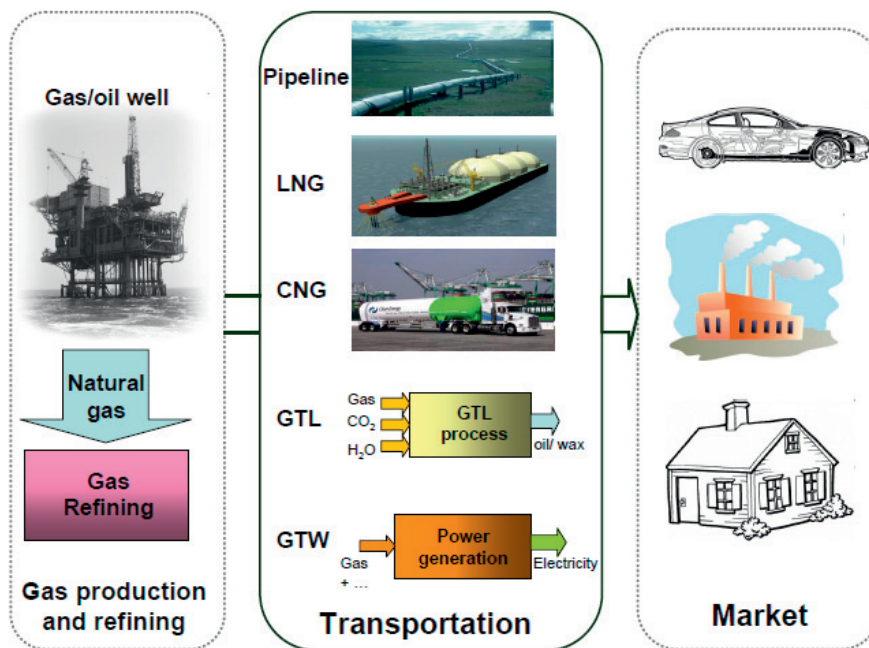 Gas/oil well
Natural
gas
Gas
Refining
Gas production
and refining
Pipeline
LNG
CNG
GTL
Gas
CO₂
H₂O
GTL
process
oil/ wax
GTW
Gas
+ ...
Power
generation
Electricity
Transportation
Market